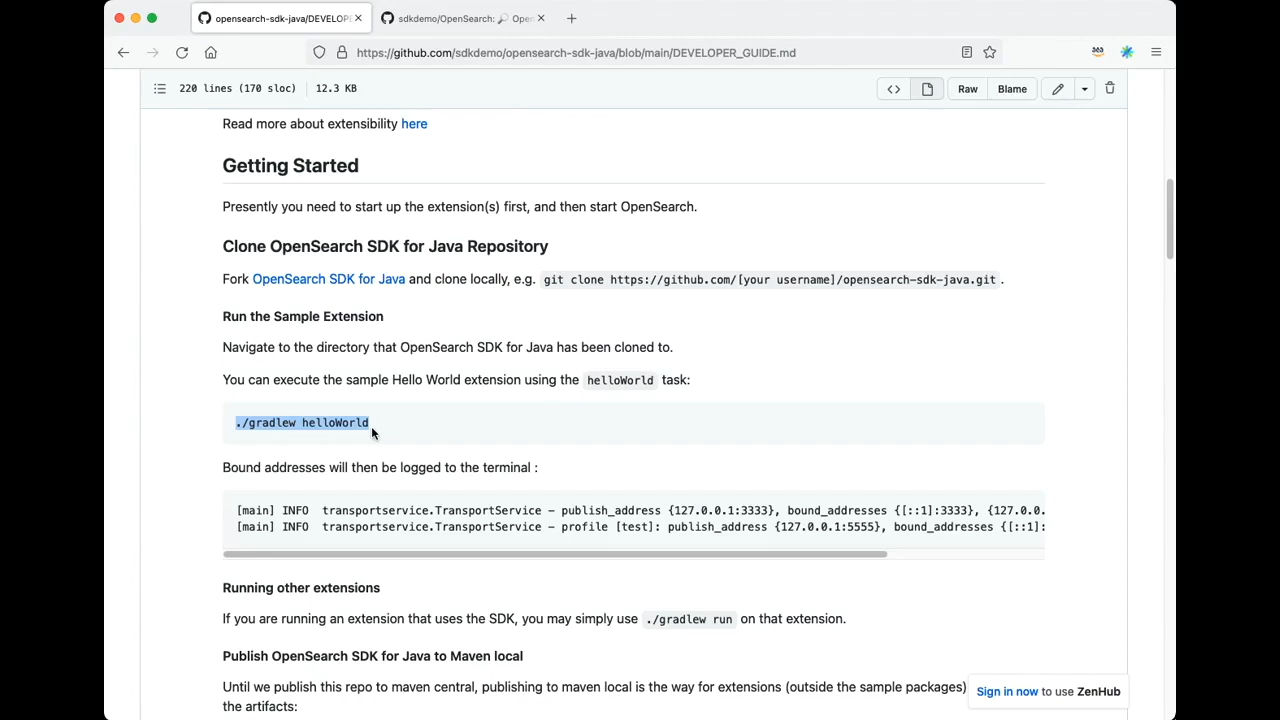 opensearch-sdk-java/DEVELOPE
sdkdemo/OpenSearch: 🔎 Open
https://github.com/sdkdemo/opensearch-sdk-java/blob/main/DEVELOPER_GUIDE.md
220 lines (170 sloc) 12.3 KB
Raw Blame
Read more about extensibility here
Getting Started
Presently you need to start up the extension(s) first, and then start OpenSearch.
Clone OpenSearch SDK for Java Repository
Fork OpenSearch SDK for Java and clone locally, e.g. git clone https://github.com/[your username]/opensearch-sdk-java.git .
Run the Sample Extension
Navigate to the directory that OpenSearch SDK for Java has been cloned to.
You can execute the sample Hello World extension using the helloWorld task:
./gradlew helloWorld
Bound addresses will then be logged to the terminal :
[main] INFO  transportservice.TransportService - publish_address {127.0.0.1:3333}, bound_addresses {[::1]:3333}, {127.0.0.
[main] INFO  transportservice.TransportService - profile [test]: publish_address {127.0.0.1:5555}, bound_addresses {[::1]:
Running other extensions
If you are running an extension that uses the SDK, you may simply use ./gradlew run on that extension.
Publish OpenSearch SDK for Java to Maven local
Until we publish this repo to maven central, publishing to maven local is the way for extensions (outside the sample packages)
the artifacts:
Sign in now to use ZenHub